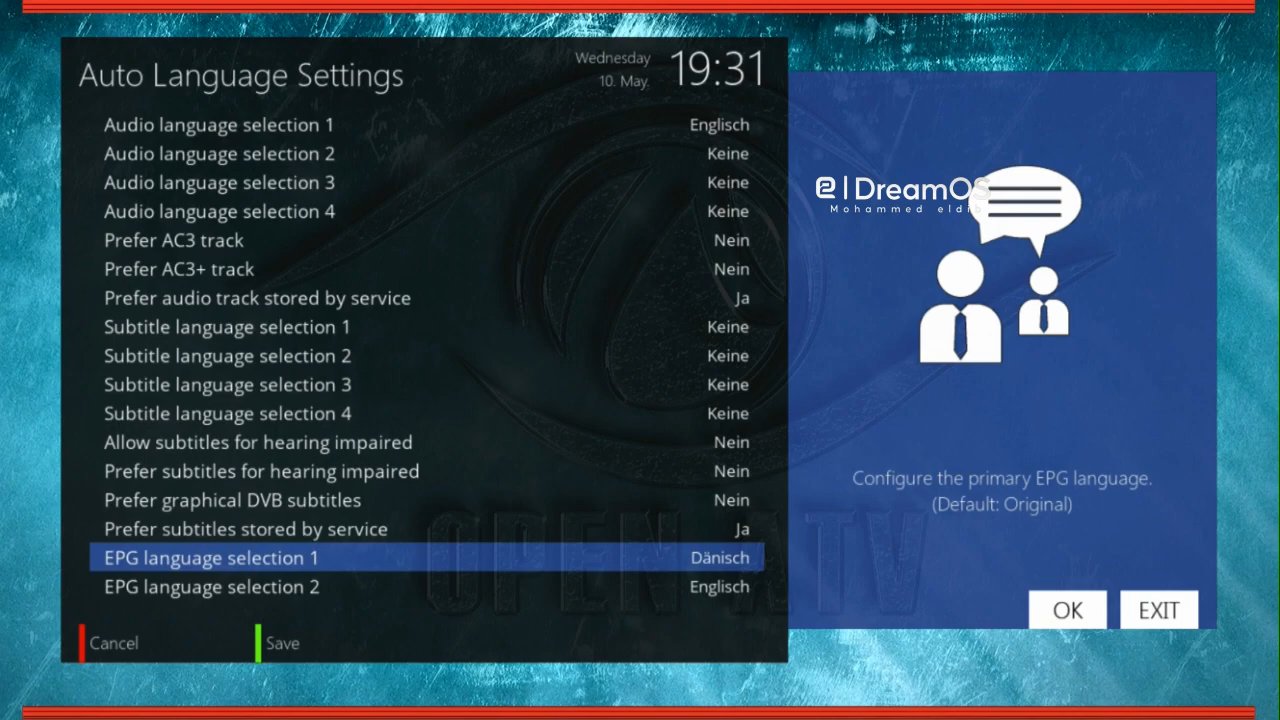 Auto Language Settings
Wednesday
10. May.
19:31
Audio language selection 1 Englisch
Audio language selection 2 Keine
Audio language selection 3 Keine
Audio language selection 4 Keine
Prefer AC3 track Nein
Prefer AC3+ track Nein
Prefer audio track stored by service Ja
Subtitle language selection 1 Keine
Subtitle language selection 2 Keine
Subtitle language selection 3 Keine
Subtitle language selection 4 Keine
Allow subtitles for hearing impaired Nein
Prefer subtitles for hearing impaired Nein
Prefer graphical DVB subtitles Nein
Prefer subtitles stored by service Ja
EPG language selection 1 Dänisch
EPG language selection 2 Englisch
Cancel Save
DreamOS
Mohammed eldib
Configure the primary EPG language.
(Default: Original)
OK EXIT
OPEN ATV